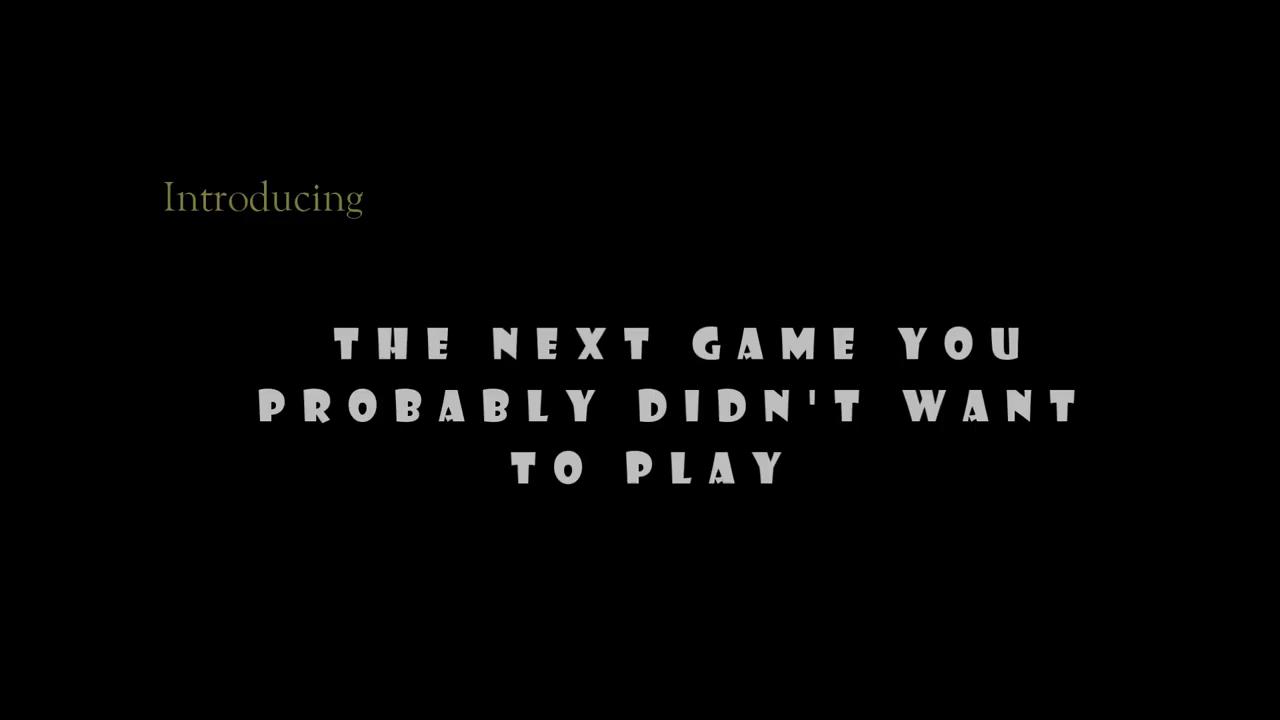 Introducing
THE NEXT GAME YOU
PROBABLY DIDN'T WANT
TO PLAY